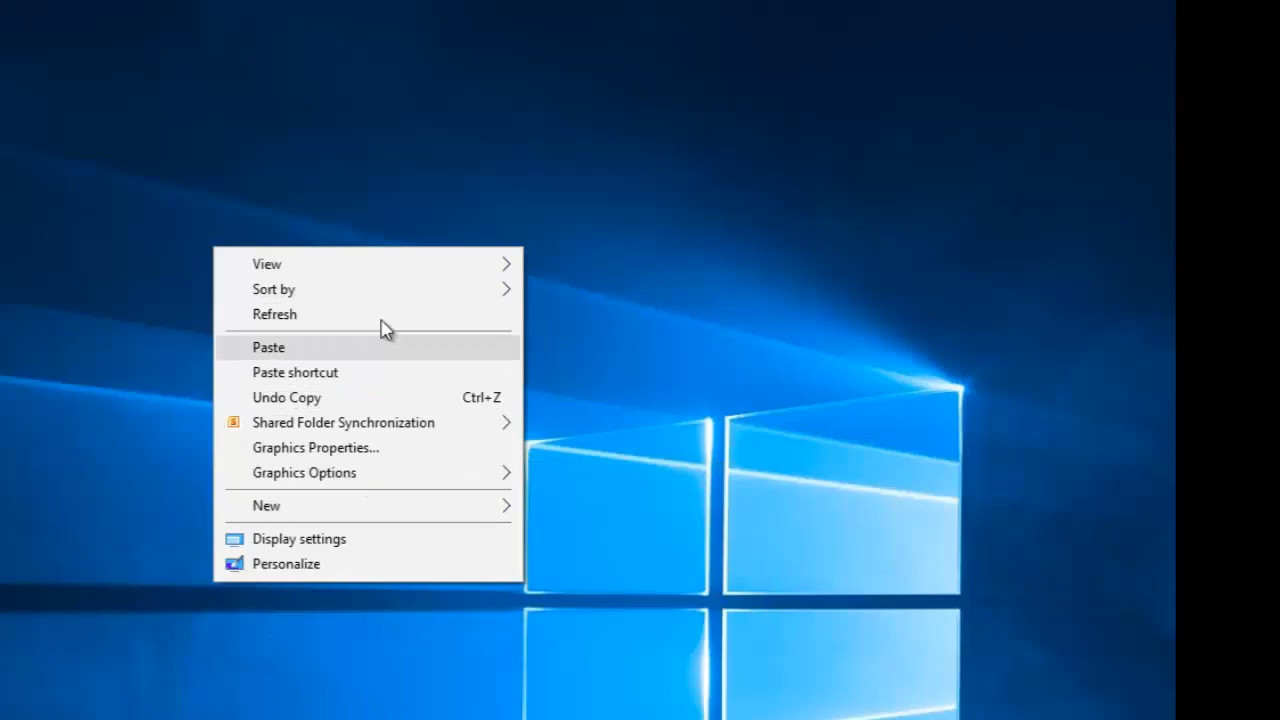 View
Sort by
Refresh
Paste
Paste shortcut
Undo Copy Ctrl+Z
Shared Folder Synchronization
Graphics Properties...
Graphics Options
New
Display settings
Personalize